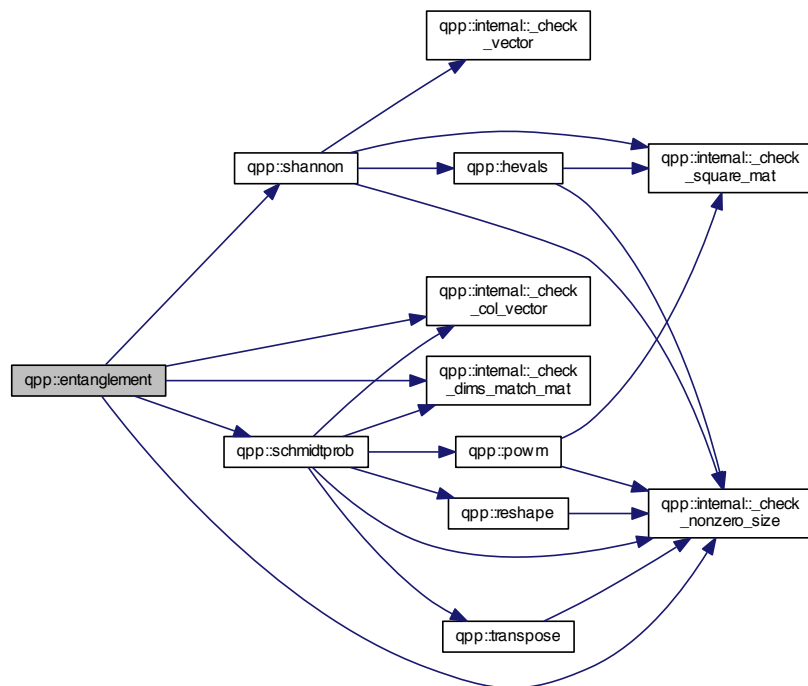 qpp::internal::_check
_vector
qpp::shannon
qpp::hevals
qpp::internal::_check
_square_mat
qpp::internal::_check
_col_vector
qpp::entanglement
qpp::internal::_check
_dims_match_mat
qpp::schmidtprob
qpp::powm
qpp::reshape
qpp::internal::_check
_nonzero_size
qpp::transpose